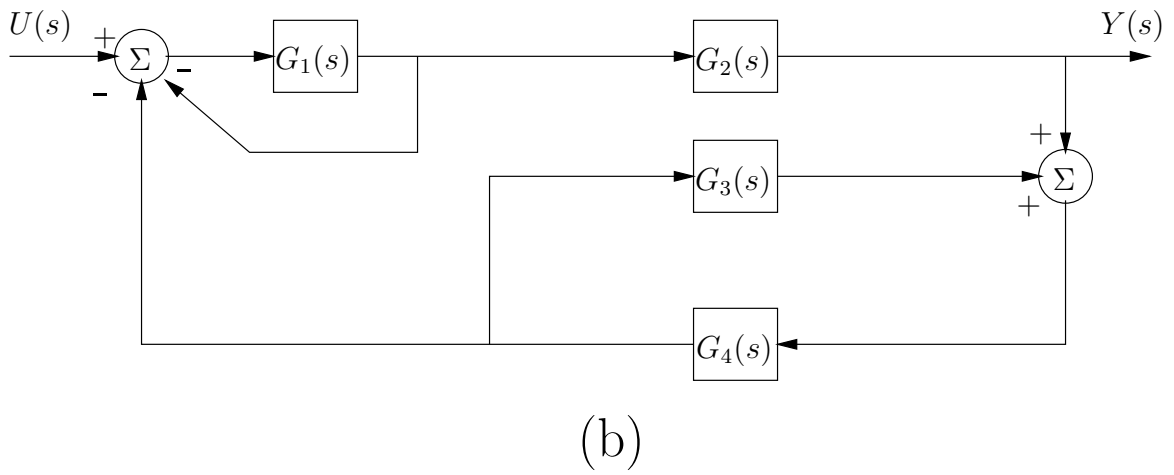 U(s)
Y(s)
+
Σ
-
G₁(s)
G₂(s)
-
+
G₃(s)
Σ
+
G₄(s)
(b)